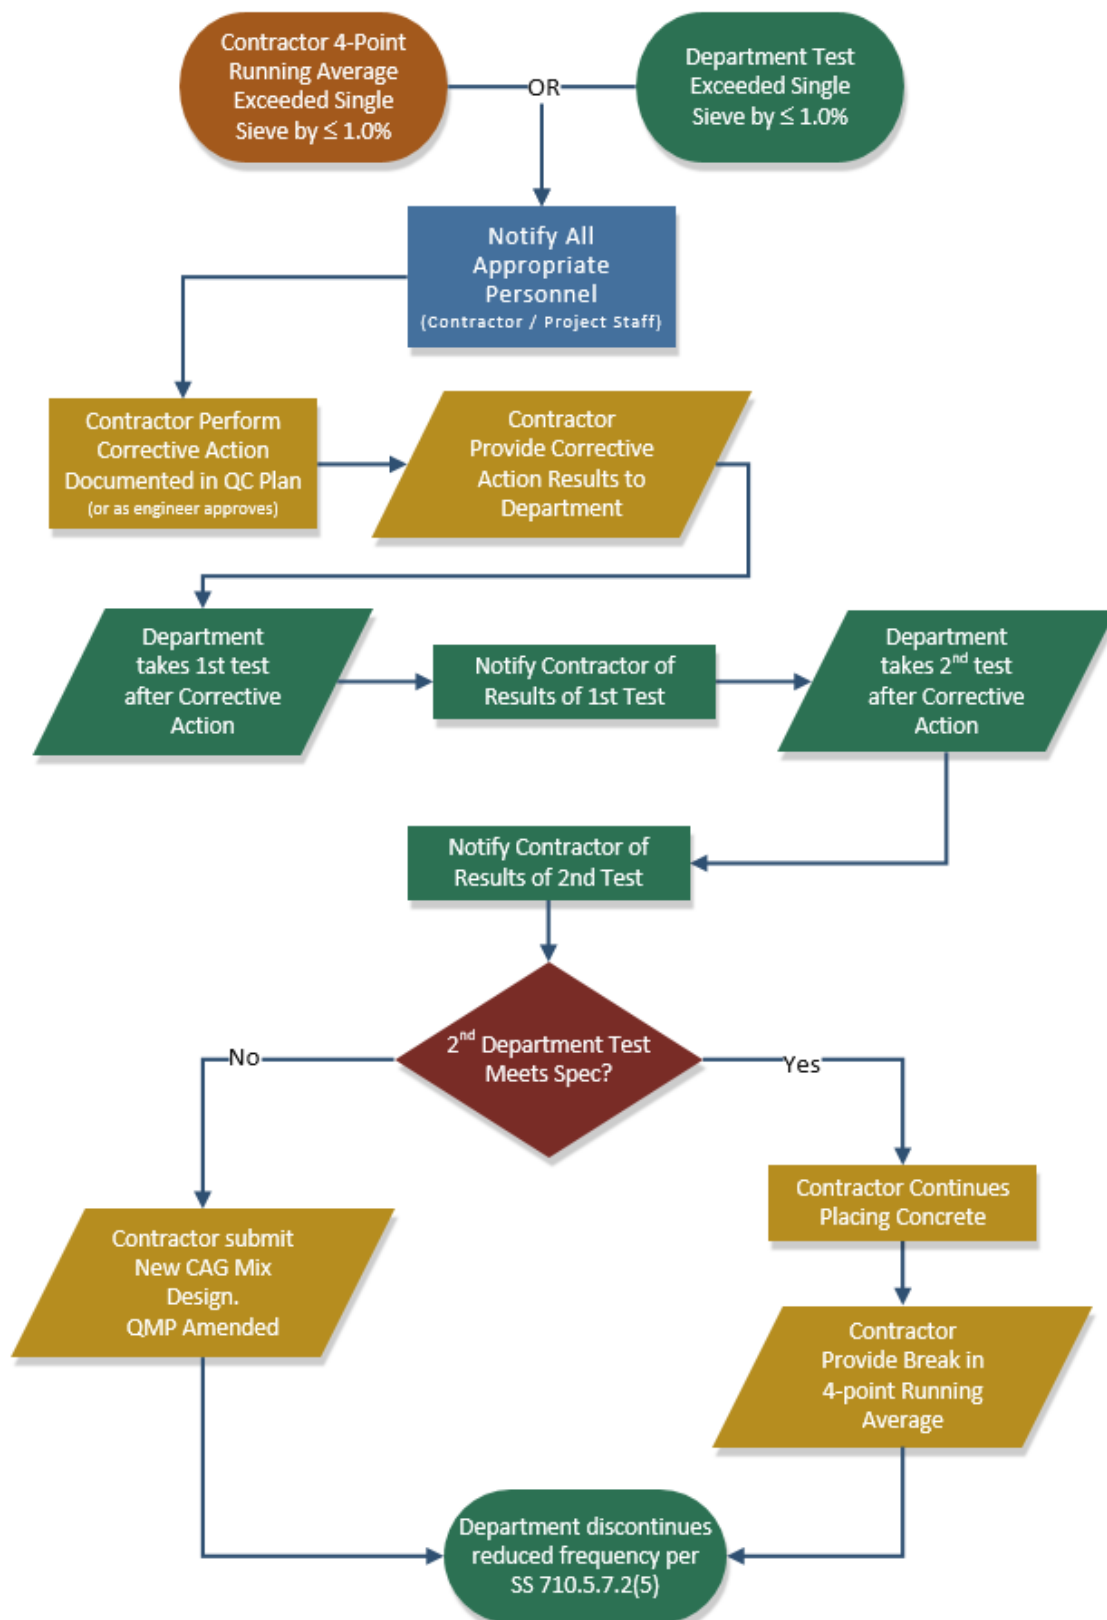 Contractor 4-Point
Running Average
Exceeded Single
Sieve by ≤ 1.0%
OR
Department Test
Exceeded Single
Sieve by ≤ 1.0%
Notify All
Appropriate
Personnel
(Contractor / Project Staff)
Contractor Perform
Corrective Action
Documented in QC Plan
(or as engineer approves)
Contractor
Provide Corrective
Action Results to
Department
Department
takes 1st test
after Corrective
Action
Notify Contractor of
Results of 1st Test
Department
takes 2nd test
after Corrective
Action
Notify Contractor of
Results of 2nd Test
2nd Department Test
Meets Spec?
No
Yes
Contractor Continues
Placing Concrete
Contractor submit
New CAG Mix
Design.
QMP Amended
Contractor
Provide Break in
4-point Running
Average
Department discontinues
reduced frequency per
SS 710.5.7.2(5)